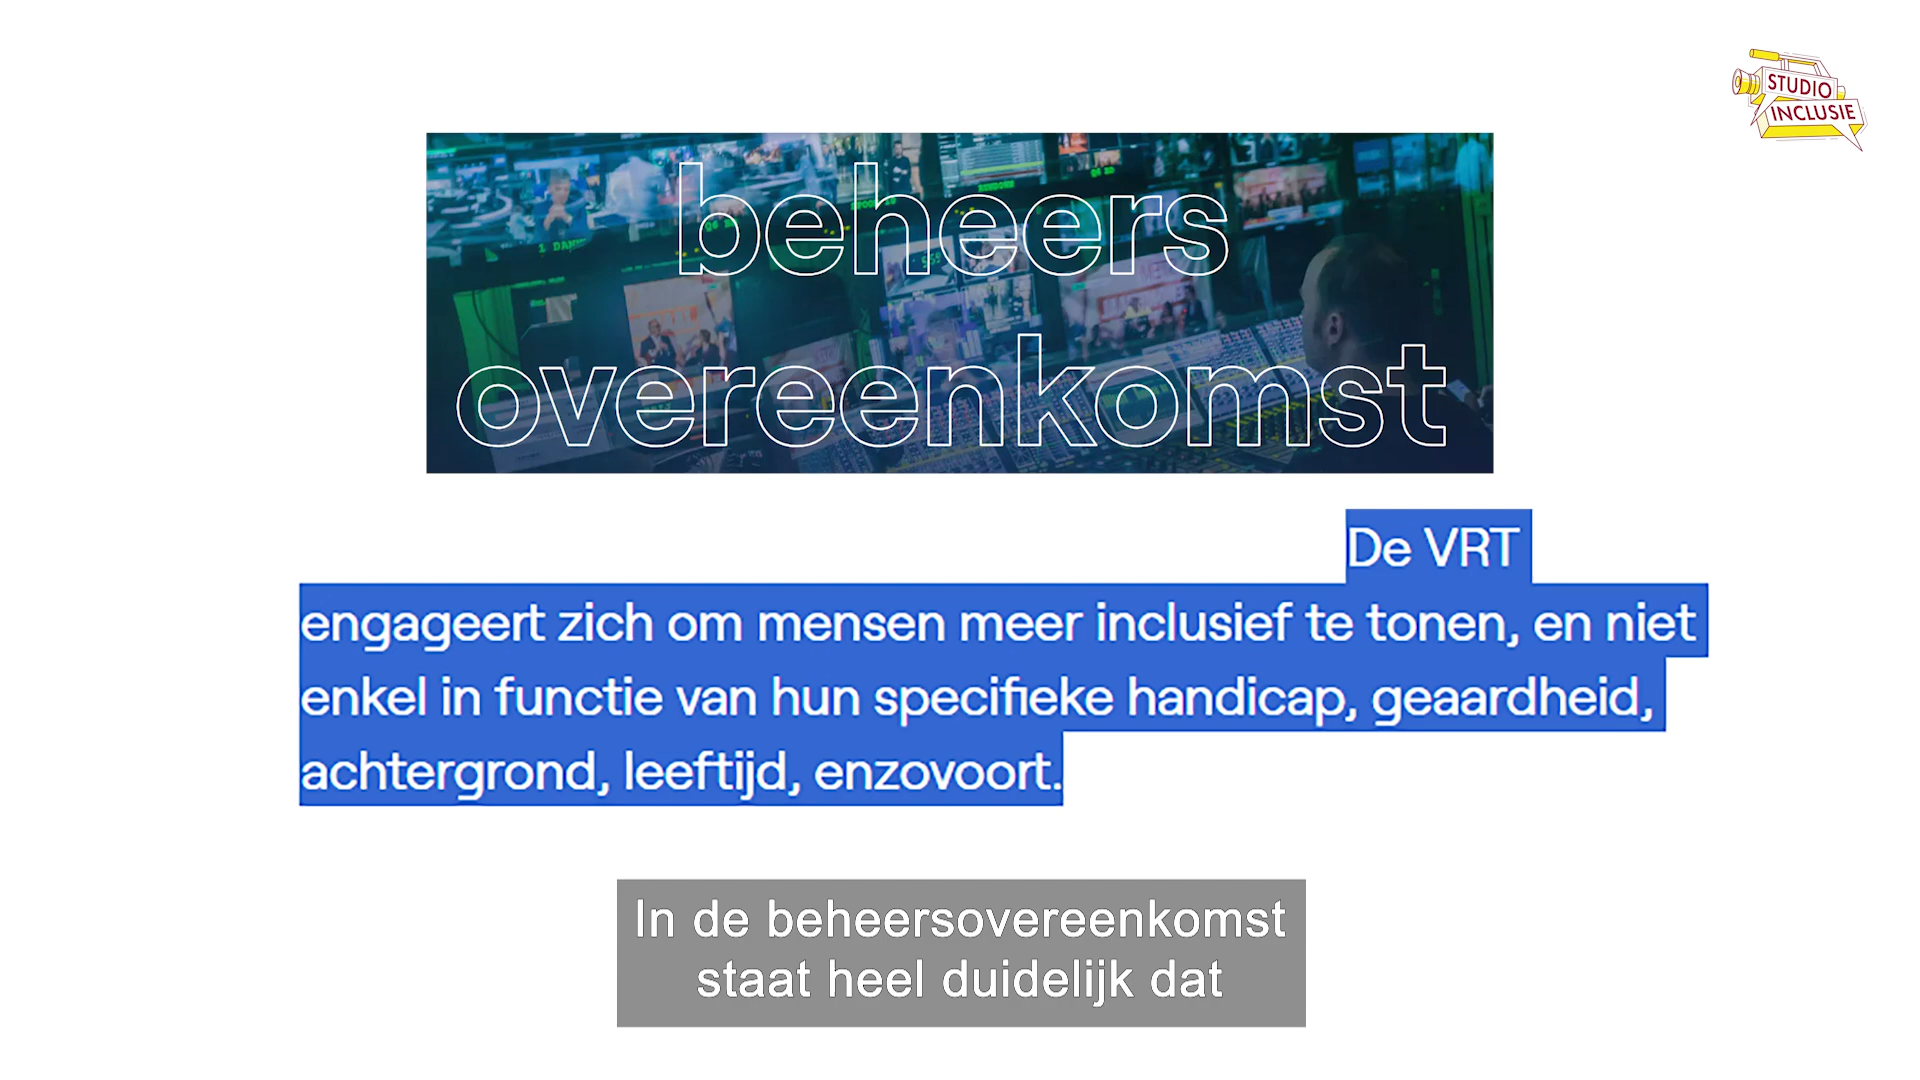 STUDIO
INCLUSIE
beheers
overeenkomst
De VRT
engageert zich om mensen meer inclusief te tonen, en niet
enkel in functie van hun specifieke handicap, geaardheid,
achtergrond, leeftijd, enzovoort.
In de beheersovereenkomst
staat heel duidelijk dat